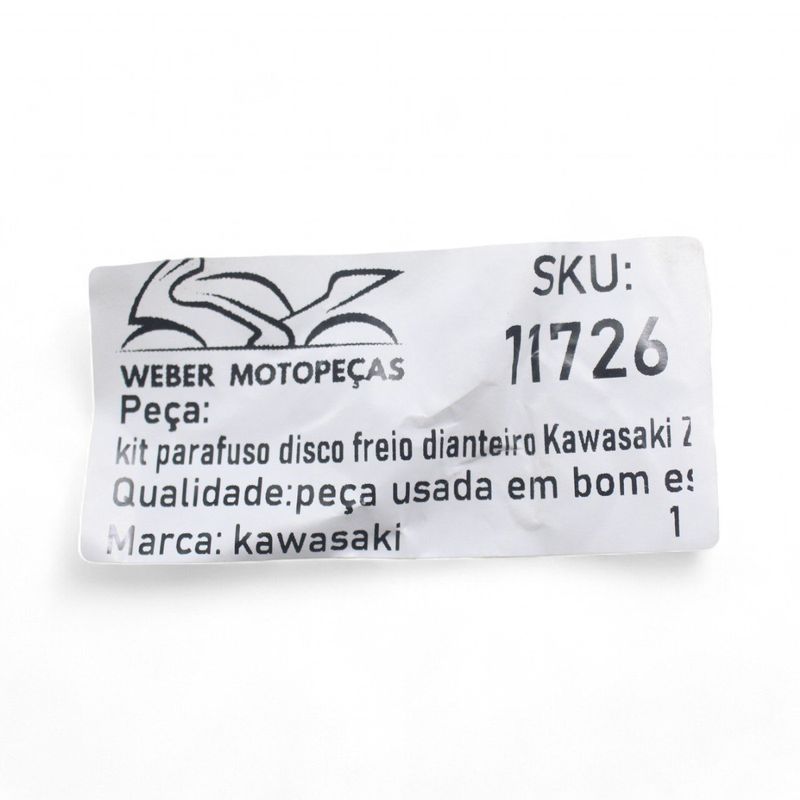 SKU:
11726
WEBER MOTOPEÇAS
Peça:
kit parafuso disco freio dianteiro Kawasaki Z
Qualidade:peça usada em bom es
Marca: kawasaki
1